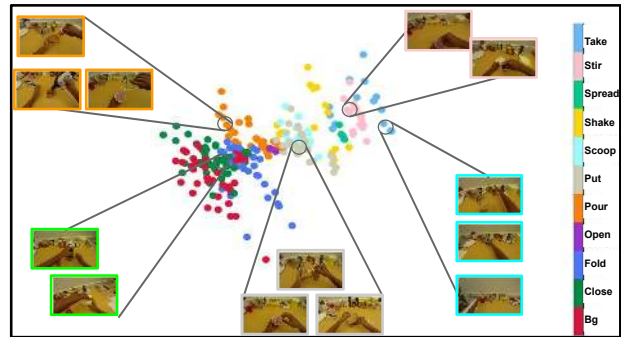 Take
Stir
Spread
Shake
Scoop
Put
Pour
Open
Fold
Close
Bg